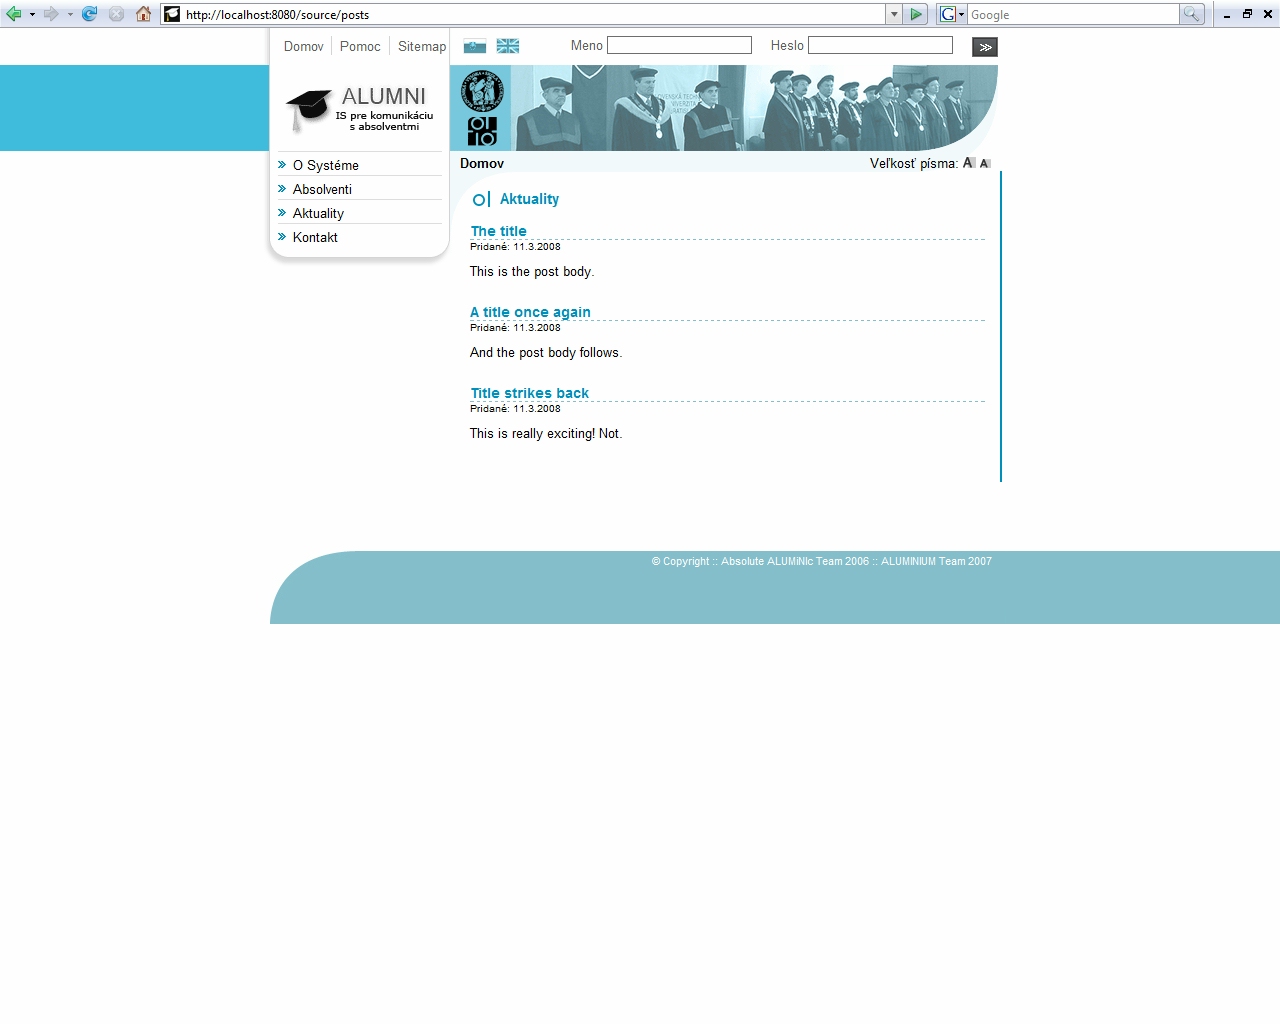 http://localhost:8080/source/posts
Google
Domov Pomoc Sitemap
Meno Heslo
ALUMNI
IS pre komunikáciu
s absolventmi
O Systéme
Absolventi
Aktuality
Kontakt
Domov
Veľkosť písma: A A
Aktuality
The title
Pridané: 11.3.2008
This is the post body.
A title once again
Pridané: 11.3.2008
And the post body follows.
Title strikes back
Pridané: 11.3.2008
This is really exciting! Not.
© Copyright :: Absolute ALUMiNIc Team 2006 :: ALUMINIUM Team 2007